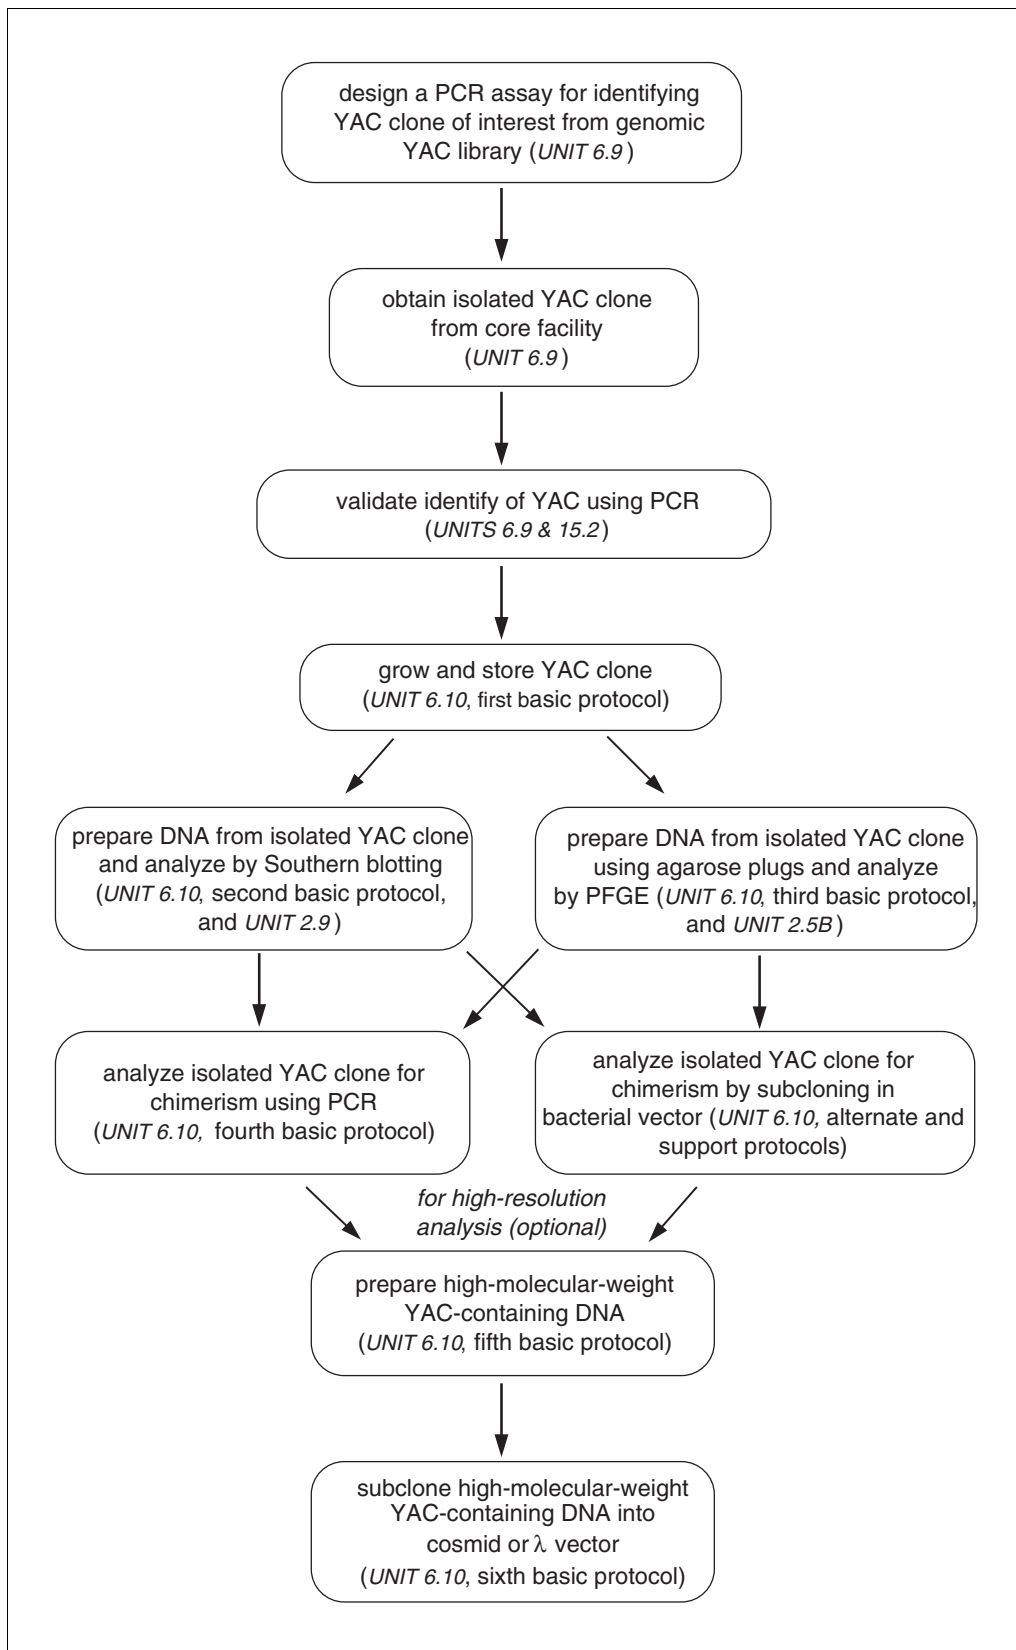 design a PCR assay for identifying
YAC clone of interest from genomic
YAC library (UNIT 6.9 )
obtain isolated YAC clone
from core facility
(UNIT 6.9 )
validate identify of YAC using PCR
(UNITS 6.9 & 15.2 )
grow and store YAC clone
(UNIT 6.10, first basic protocol)
prepare DNA from isolated YAC clone
and analyze by Southern blotting
(UNIT 6.10, second basic protocol,
and UNIT 2.9 )
prepare DNA from isolated YAC clone
using agarose plugs and analyze
by PFGE (UNIT 6.10, third basic protocol,
and UNIT 2.5B )
analyze isolated YAC clone for
chimerism using PCR
(UNIT 6.10, fourth basic protocol)
analyze isolated YAC clone for
chimerism by subcloning in
bacterial vector (UNIT 6.10, alternate and
support protocols)
for high-resolution
analysis (optional)
prepare high-molecular-weight
YAC-containing DNA
(UNIT 6.10, fifth basic protocol)
subclone high-molecular-weight
YAC-containing DNA into
cosmid or λ vector
(UNIT 6.10, sixth basic protocol)